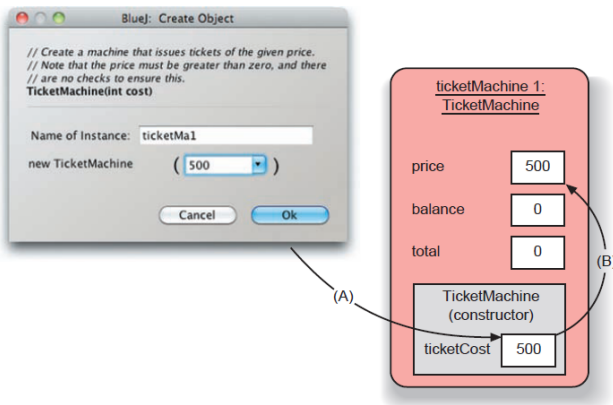 BlueJ: Create Object
// Create a machine that issues tickets of the given price.
// Note that the price must be greater than zero, and there
// are no checks to ensure this.
TicketMachine(int cost)
Name of Instance: ticketMa1
new TicketMachine ( 500 )
Cancel Ok
(A)
ticketMachine 1:
TicketMachine
price 500
balance 0
total 0
(B)
TicketMachine
(constructor)
ticketCost 500